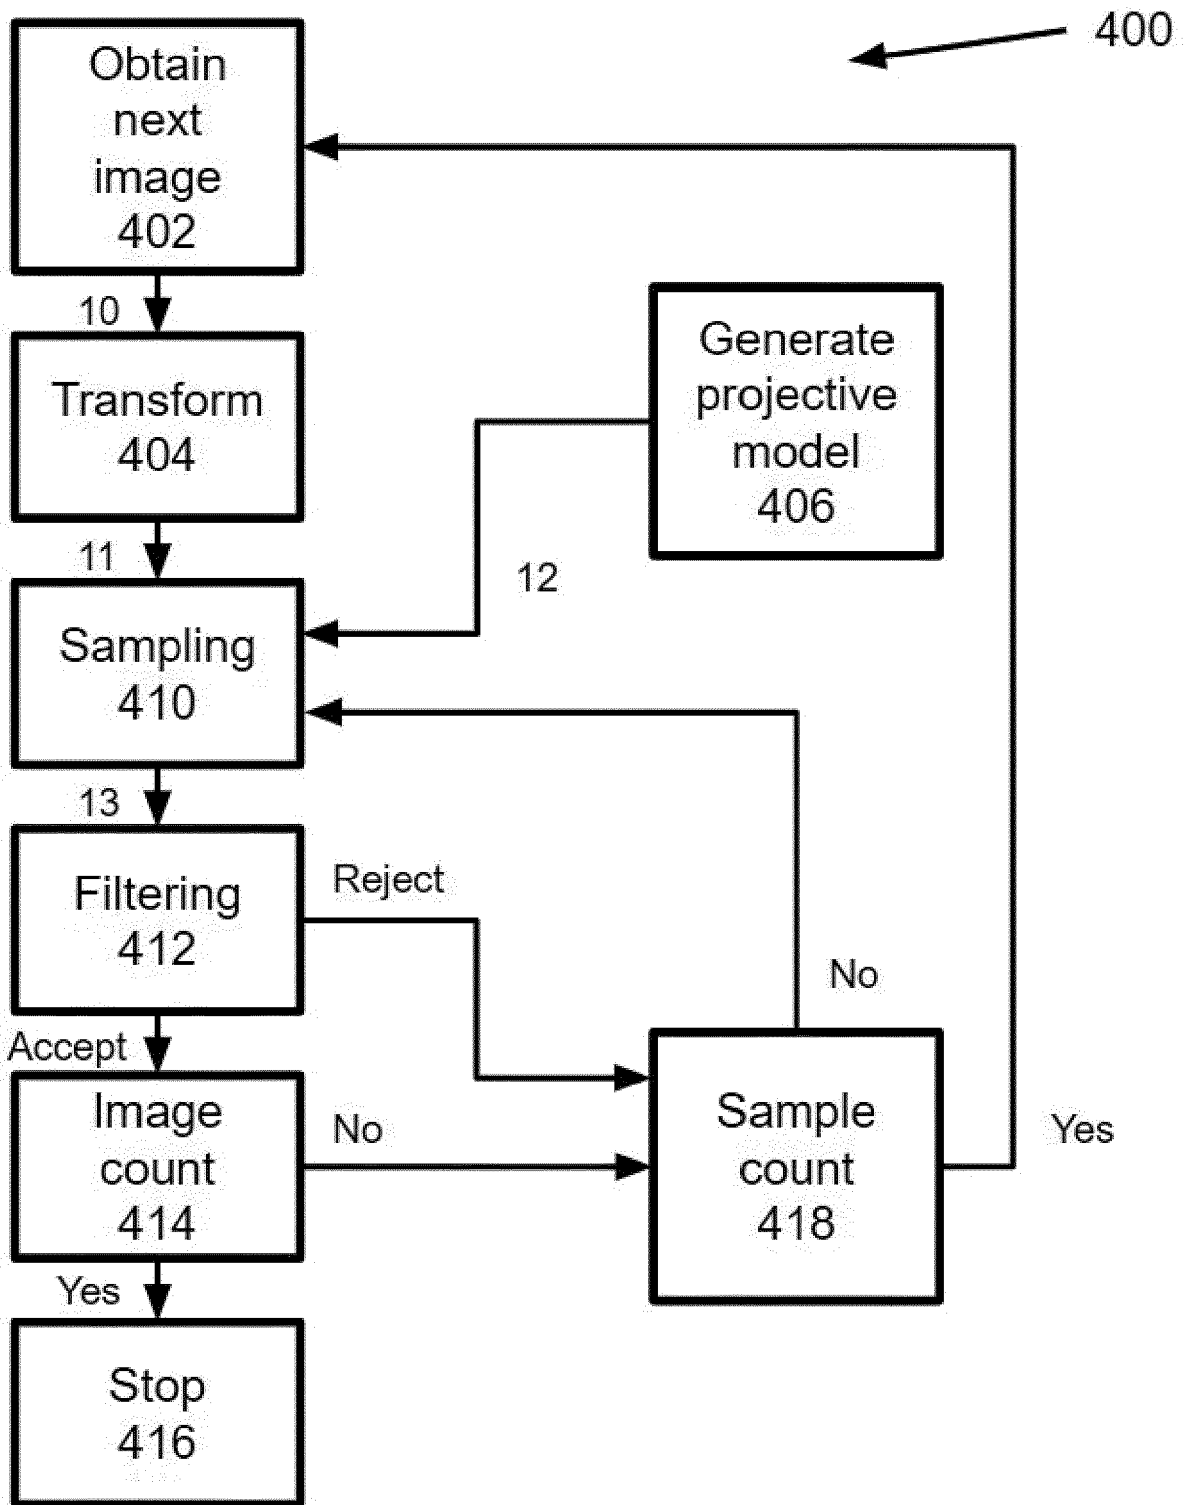 400
Obtain
next
image
402
10
Generate
projective
model
406
Transform
404
11
12
Sampling
410
13
Reject
Filtering
412
No
Accept
Image
count
414
No
Sample
count
418
Yes
Yes
Stop
416